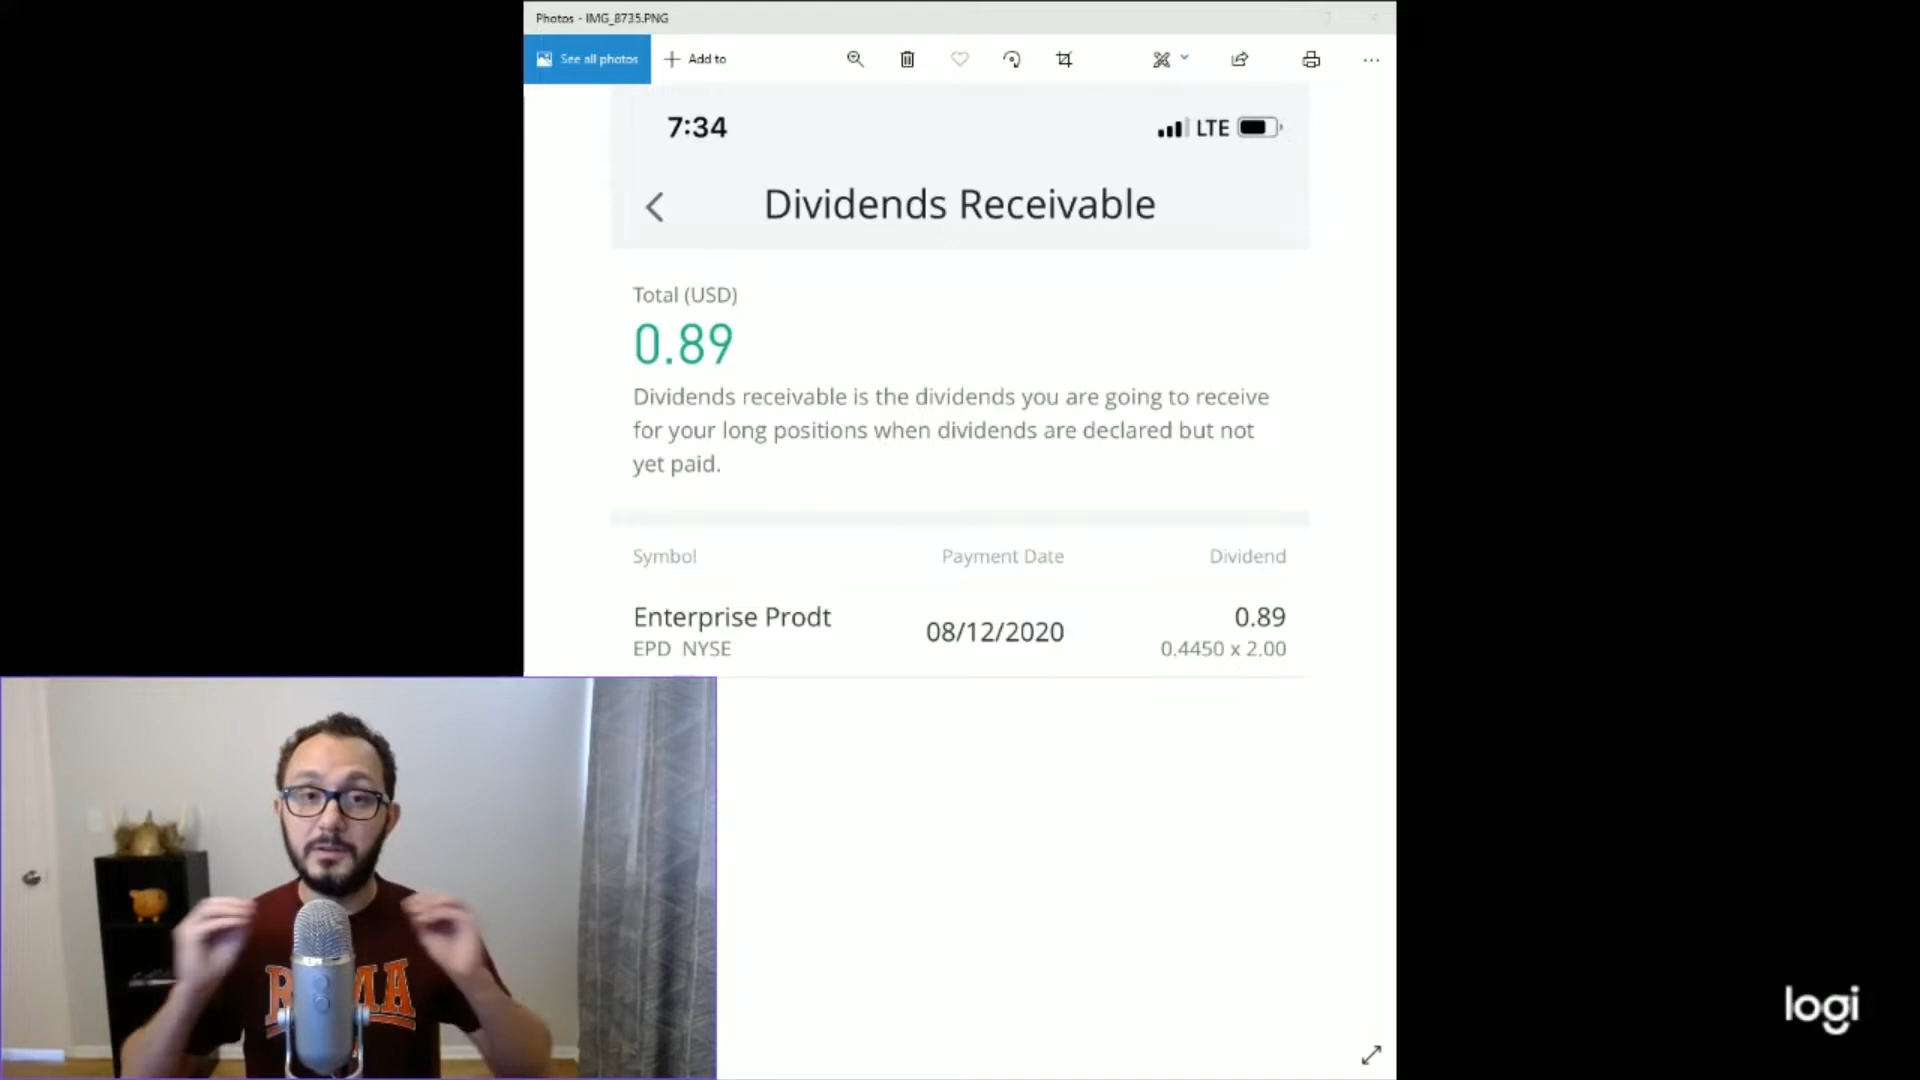 Photos - IMG_8735.PNG
See all photos
Add to
7:34
LTE
Dividends Receivable
Total (USD)
0.89
Dividends receivable is the dividends you are going to receive
for your long positions when dividends are declared but not
yet paid.
Symbol Payment Date Dividend
Enterprise Prodt 08/12/2020 0.89
EPD NYSE 0.4450 x 2.00
logi